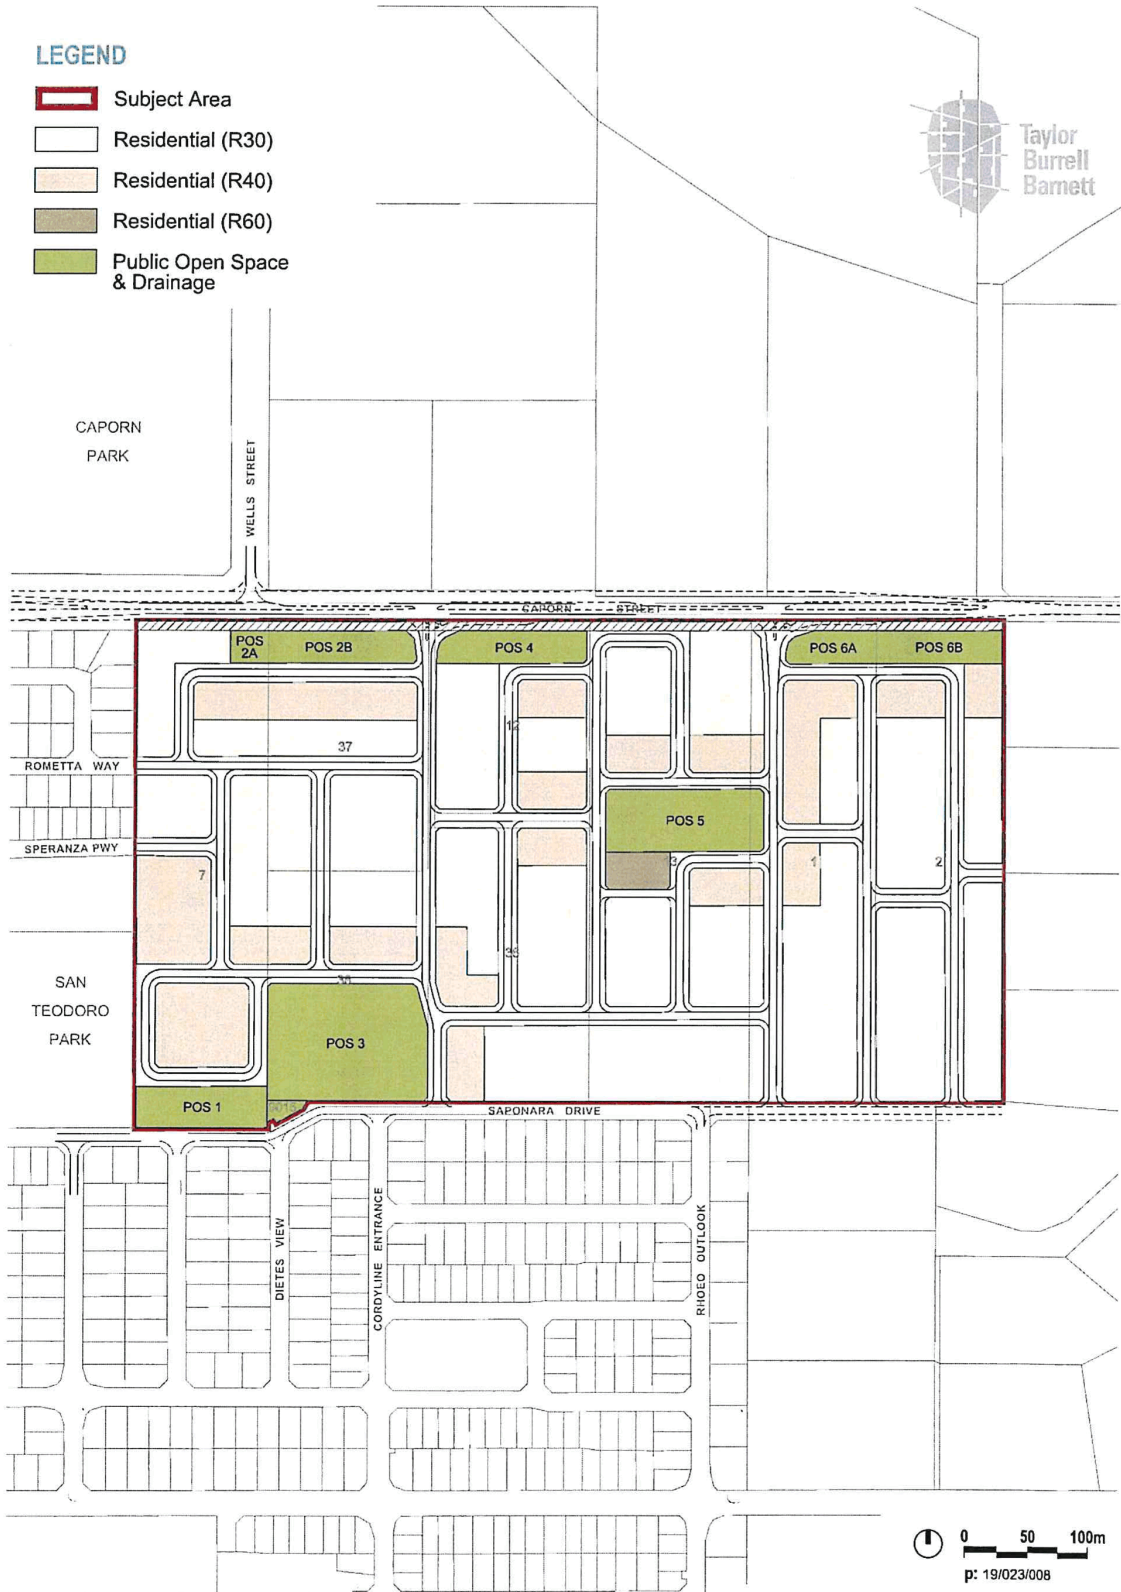 LEGEND
Subject Area
Residential (R30)
Residential (R40)
Residential (R60)
Public Open Space
& Drainage
Taylor
Burrell
Barnett
CAPORN
PARK
WELLS STREET
CAPORN STREET
POS
2A
POS 2B
POS 4
POS 6A
POS 6B
12
37
ROMETTA WAY
POS 5
SPERANZA PWY
13
1
2
7
SAN
TEODORO
PARK
POS 3
POS 1
SAPONARA DRIVE
DIETES VIEW
CORDYLINE ENTRANCE
RHOEO OUTLOOK
0 50 100m
p: 19/023/008